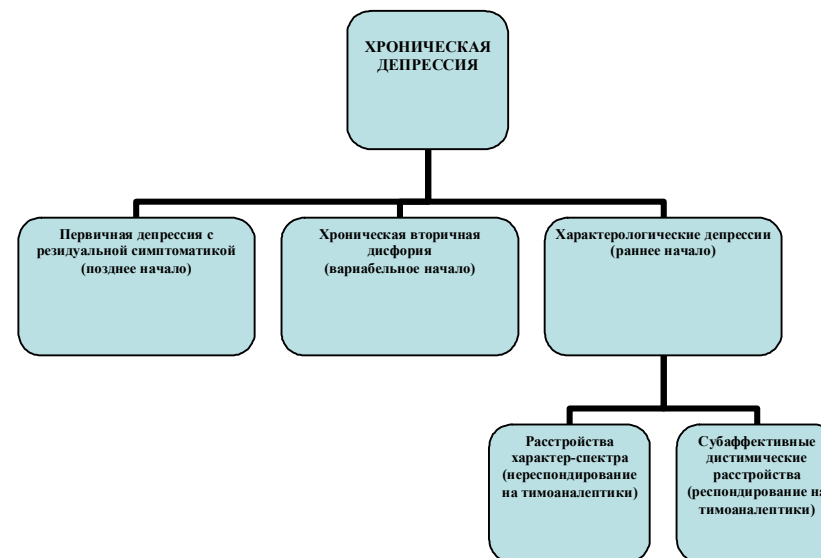 ХРОНИЧЕСКАЯ
ДЕПРЕССИЯ
Первичная депрессия с
резидуальной симптоматикой
(позднее начало)
Хроническая вторичная
дисфория
(вариабельное начало)
Характерологические депрессии
(раннее начало)
Расстройства
характер-спектра
(нереспондирование
на тимоаналептики)
Субаффективные
дистимические
расстройства
(респондирование на
тимоаналептики)